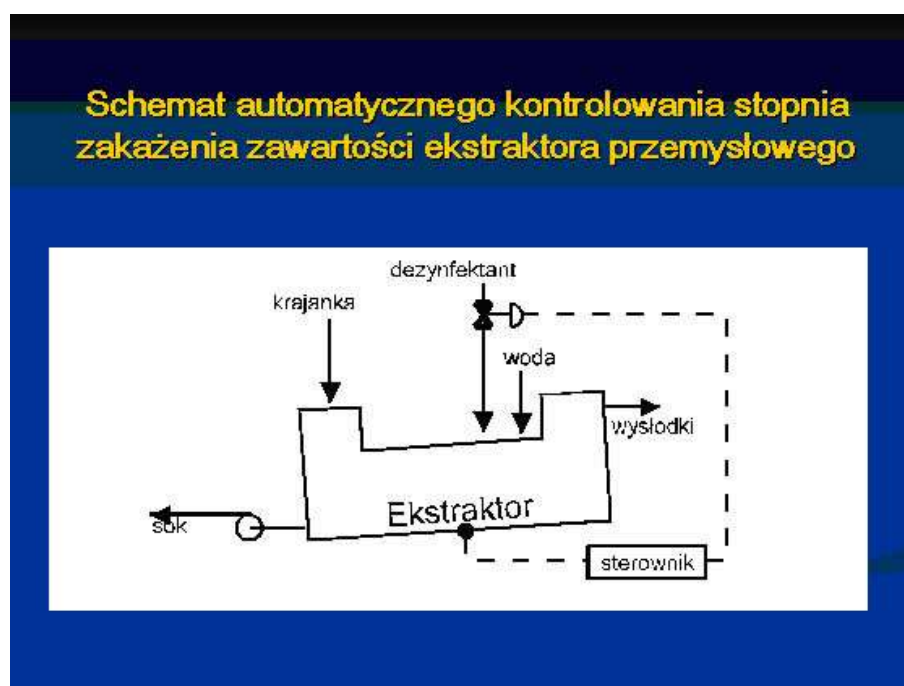 Schemat automatycznego kontrolowania stopnia
zakażenia zawartości ekstraktora przemysłowego
dezynfektant
krajanka
woda
wysłodki
Ekstraktor
sok
sterownik